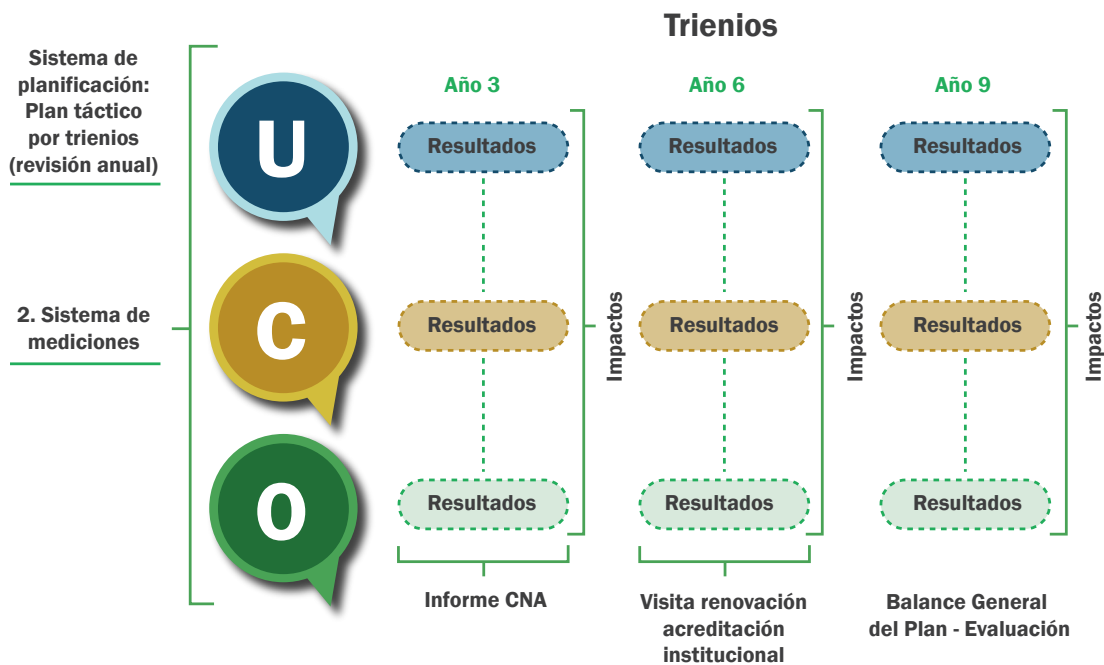 Trienios
Sistema de
planificación:
Plan táctico
por trienios
(revisión anual)
2. Sistema de
mediciones
U
C
O
Año 3
Año 6
Año 9
Resultados
Resultados
Resultados
Resultados
Resultados
Resultados
Resultados
Resultados
Resultados
Impactos
Impactos
Impactos
Informe CNA
Visita renovación
acreditación
institucional
Balance General
del Plan - Evaluación